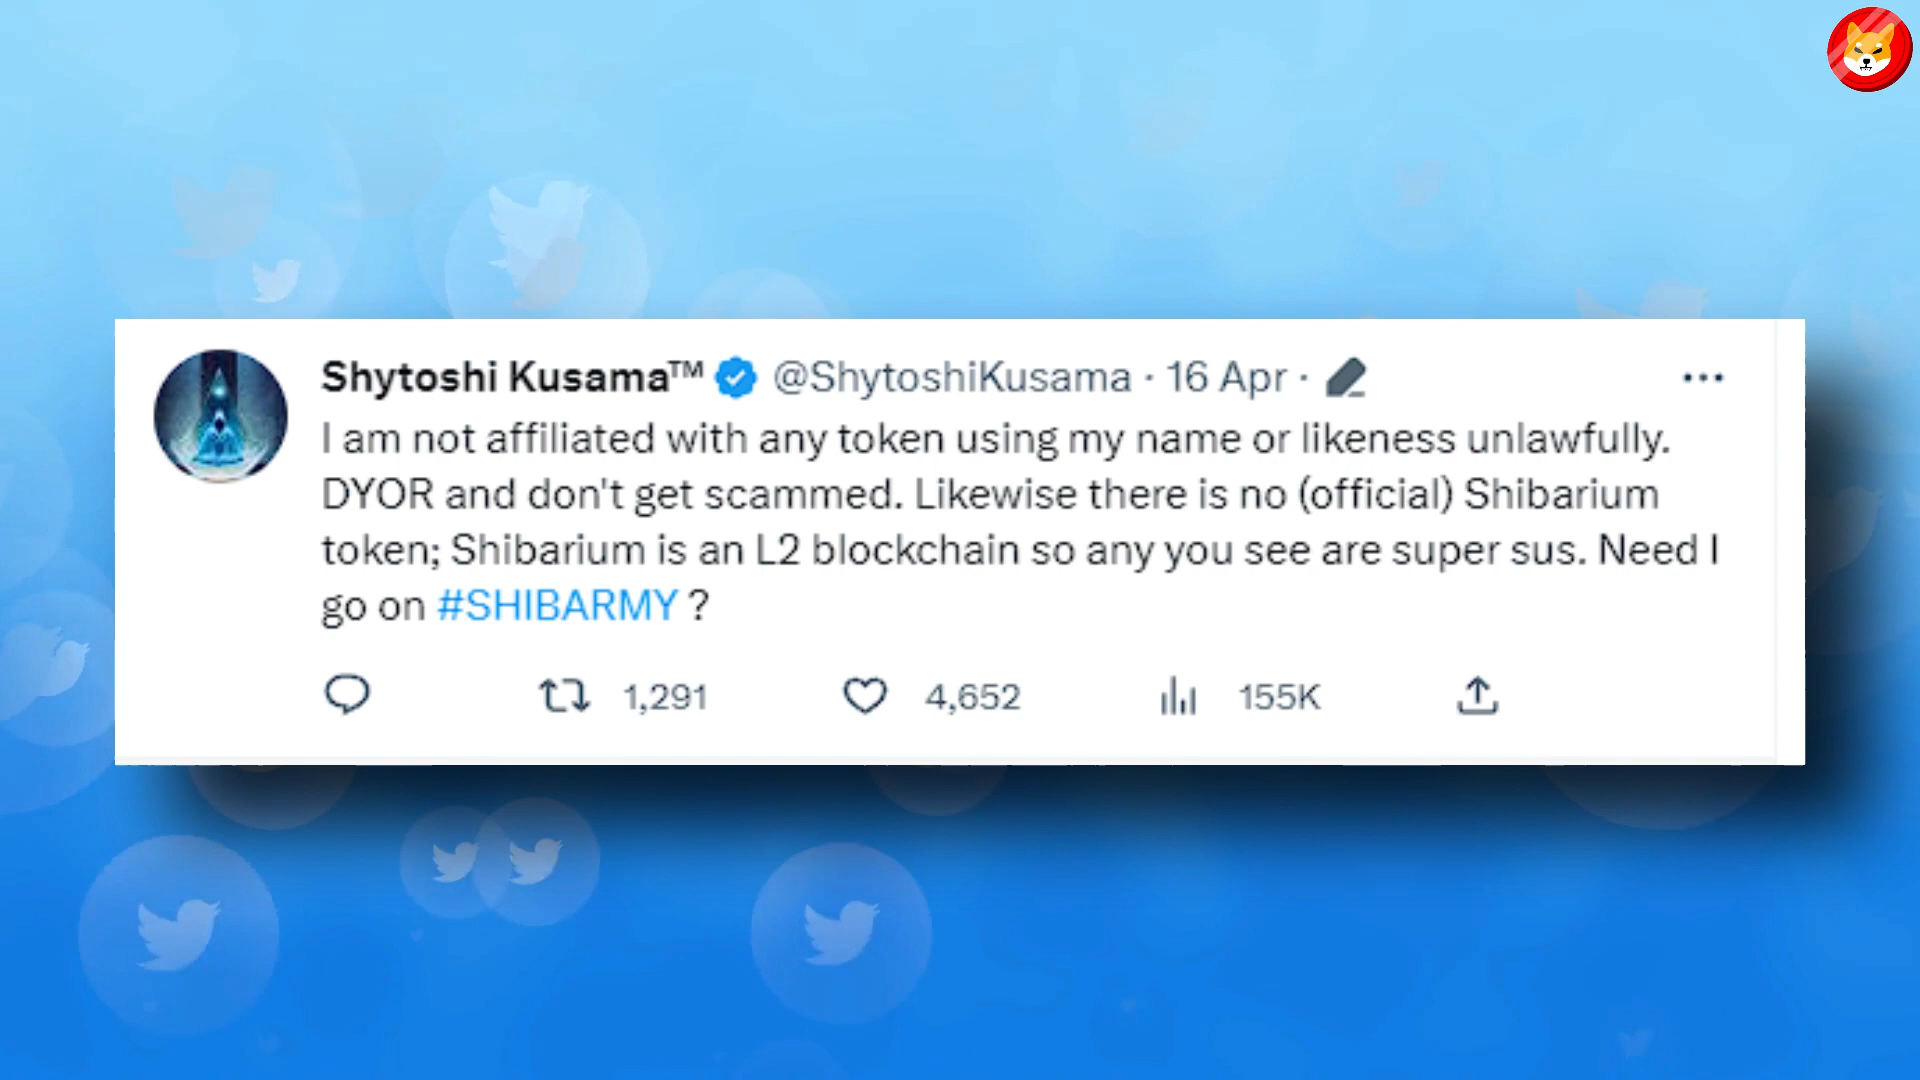 Shytoshi Kusama™ @ShytoshiKusama · 16 Apr ·
I am not affiliated with any token using my name or likeness unlawfully.
DYOR and don't get scammed. Likewise there is no (official) Shibarium
token; Shibarium is an L2 blockchain so any you see are super sus. Need I
go on #SHIBARMY ?
1,291 4,652 155K